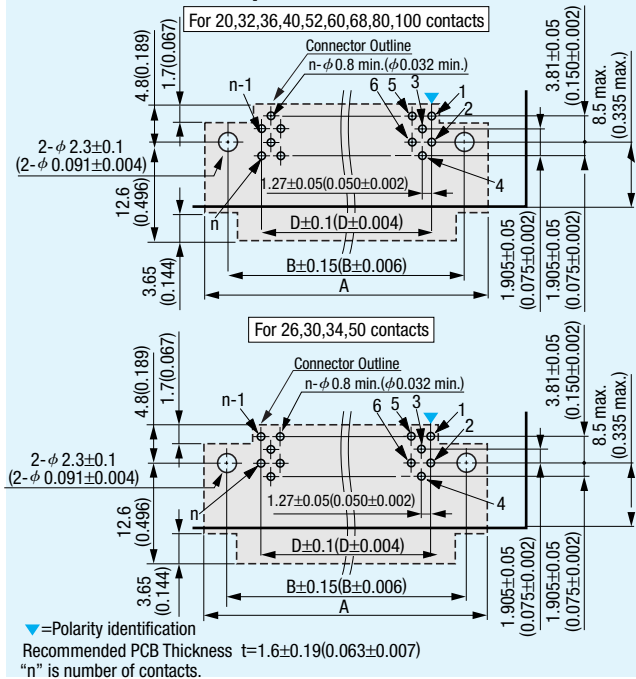 For 20,32,36,40,52,60,68,80,100 contacts
Connector Outline
n-φ0.8 min.(φ0.032 min.)
4.8(0.189)
1.7(0.067)
n-1
6
5
3
1
2
4
3.81±0.05
(0.150±0.002)
8.5 max.
(0.335 max.)
2-φ 2.3±0.1
(2-φ 0.091±0.004)
12.6
(0.496)
1.27±0.05(0.050±0.002)
n
D±0.1(D±0.004)
3.65
(0.144)
B±0.15(B±0.006)
A
1.905±0.05
(0.075±0.002)
1.905±0.05
(0.075±0.002)
For 26,30,34,50 contacts
Connector Outline
n-φ0.8 min.(φ0.032 min.)
4.8(0.189)
1.7(0.067)
n-1
6
5
3
1
2
4
3.81±0.05
(0.150±0.002)
8.5 max.
(0.335 max.)
2-φ 2.3±0.1
(2-φ 0.091±0.004)
12.6
(0.496)
1.27±0.05(0.050±0.002)
n
D±0.1(D±0.004)
3.65
(0.144)
B±0.15(B±0.006)
A
1.905±0.05
(0.075±0.002)
1.905±0.05
(0.075±0.002)
▼=Polarity identification
Recommended PCB Thickness t=1.6±0.19(0.063±0.007)
“n” is number of contacts.